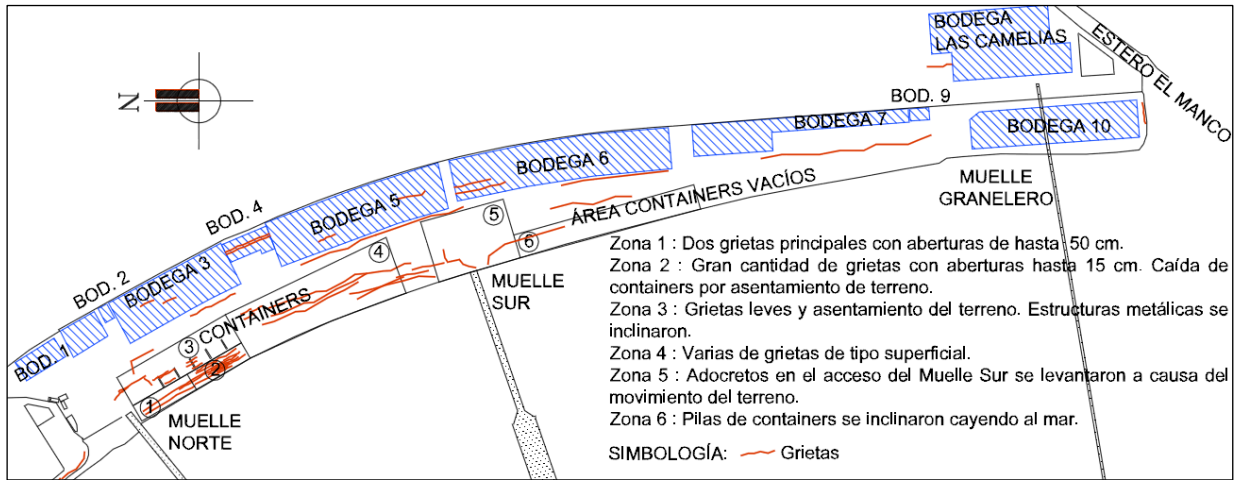 BODEGA
LAS CAMELIAS
ESTERO EL MANCO
N
BOD. 9
BODEGA 7
BODEGA 10
BODEGA 6
BOD. 4
BODEGA 5
ÁREA CONTAINERS VACÍOS
MUELLE
GRANELERO
BOD. 2
BODEGA 3
BOD. 1
CONTAINERS
1
2
3
4
5
6
MUELLE
SUR
MUELLE
NORTE
Zona 1 : Dos grietas principales con aberturas de hasta 50 cm.
Zona 2 : Gran cantidad de grietas con aberturas hasta 15 cm. Caída de
containers por asentamiento de terreno.
Zona 3 : Grietas leves y asentamiento del terreno. Estructuras metálicas se
inclinaron.
Zona 4 : Varias de grietas de tipo superficial.
Zona 5 : Adocretos en el acceso del Muelle Sur se levantaron a causa del
movimiento del terreno.
Zona 6 : Pilas de containers se inclinaron cayendo al mar.
SIMBOLOGÍA: Grietas